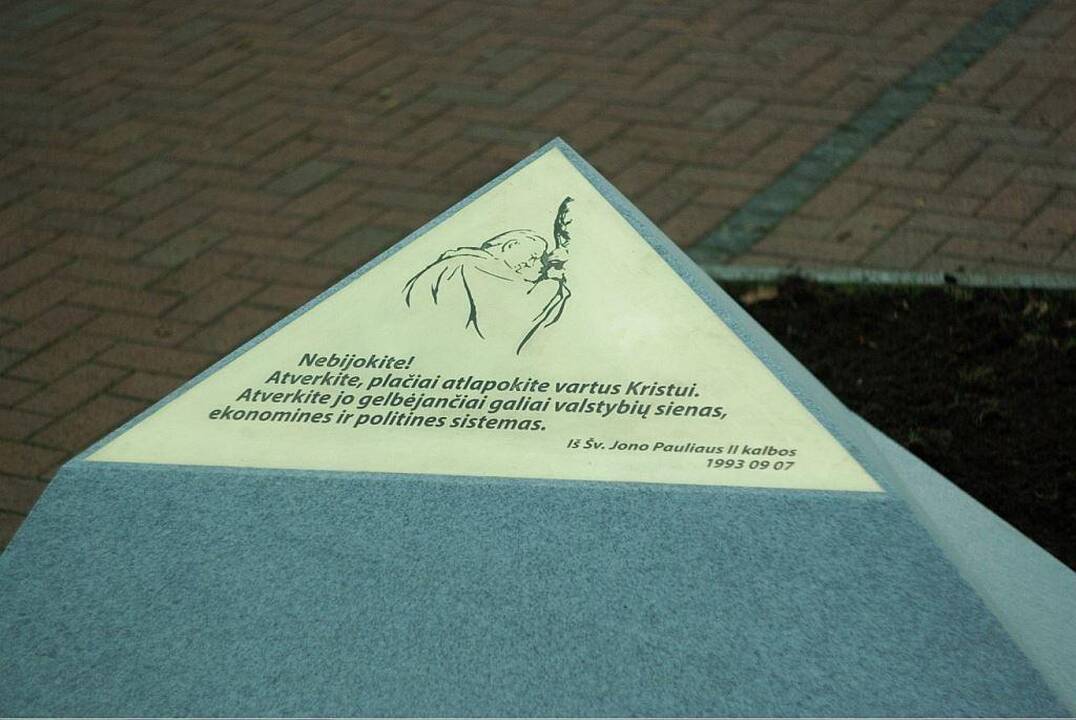 Nebijokite!
Atverkite, plačiai atlapokite vartus Kristui.
Atverkite jo gelbėjančiai galiai valstybių sienas,
ekonomines ir politines sistemas.
Iš Šv. Jono Pauliaus II kalbos
1993 09 07